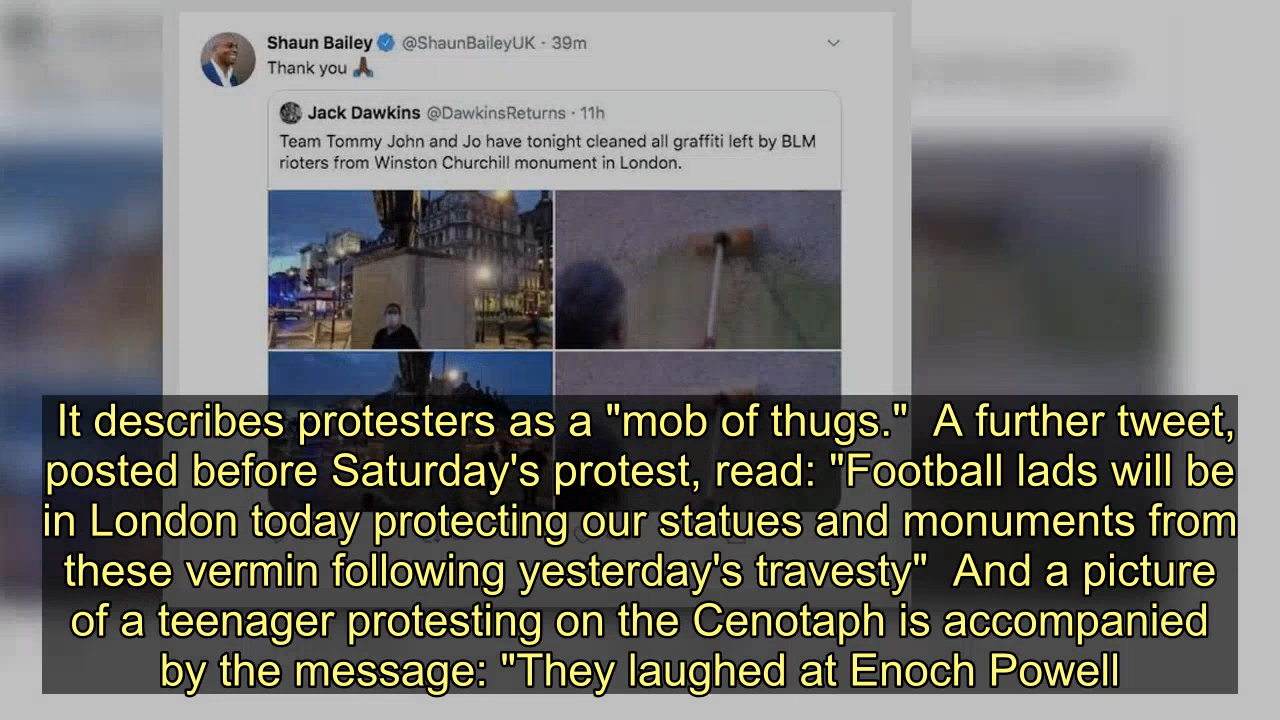 Shaun Bailey @ShaunBaileyUK · 39m
Thank you 🙏🏾
Jack Dawkins @DawkinsReturns · 11h
Team Tommy John and Jo have tonight cleaned all graffiti left by BLM
rioters from Winston Churchill monument in London.
It describes protesters as a "mob of thugs." A further tweet,
posted before Saturday's protest, read: "Football lads will be
in London today protecting our statues and monuments from
these vermin following yesterday's travesty" And a picture
of a teenager protesting on the Cenotaph is accompanied
by the message: "They laughed at Enoch Powell